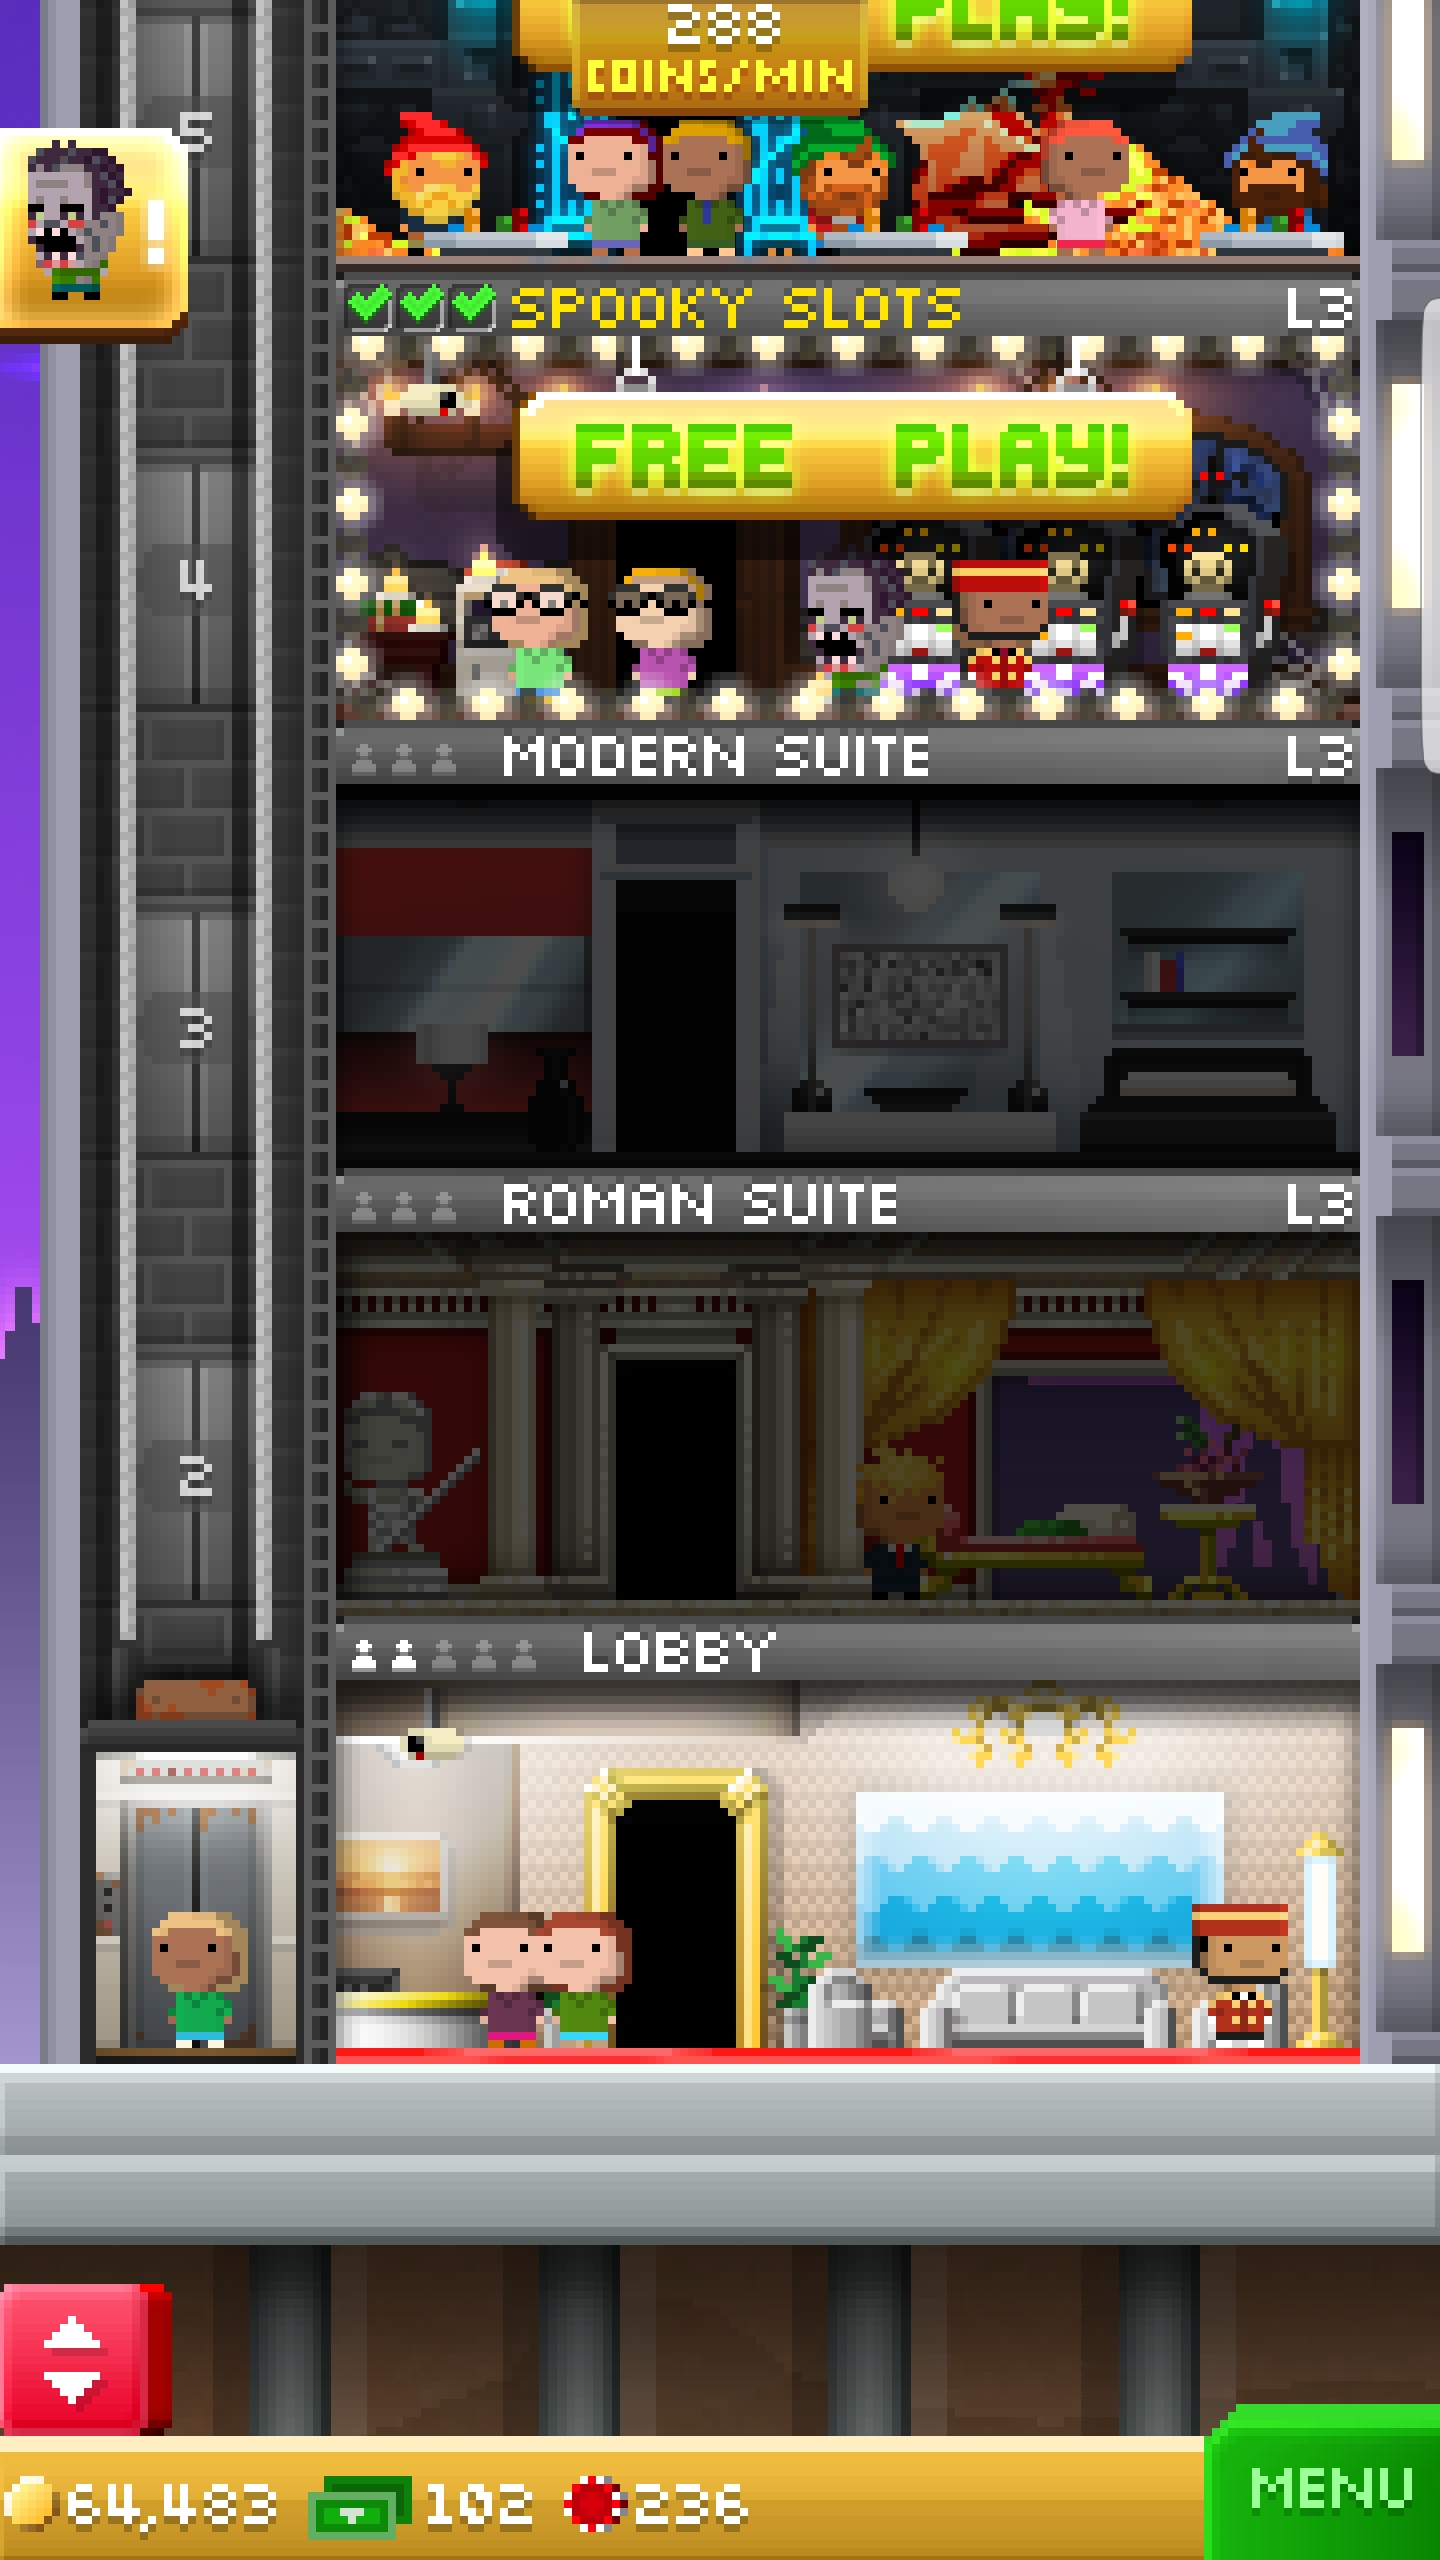 288
COINS/MIN
PLAY!
5
!
SPOOKY SLOTS L3
FREE PLAY!
4
MODERN SUITE L3
3
ROMAN SUITE L3
2
LOBBY
64,483 102 236
MENU